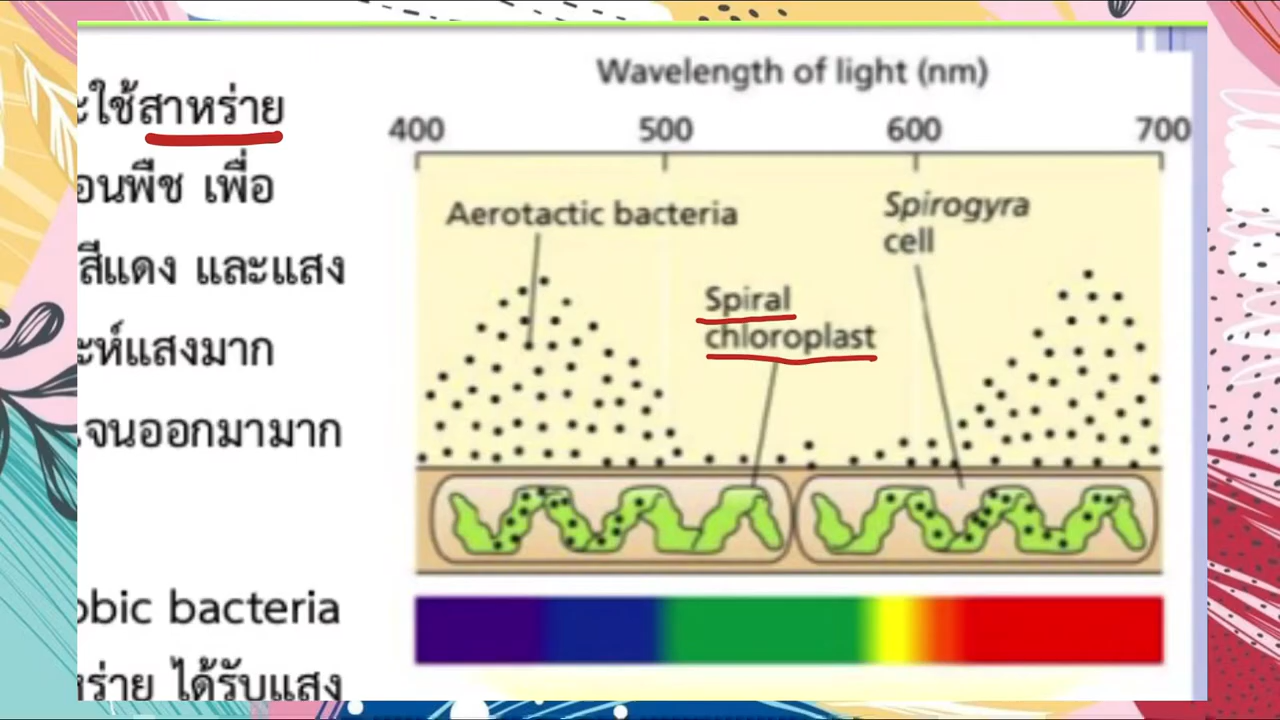 ะใช้สาหร่าย
อนพืช เพื่อ
สีแดง และแสง
ะห์แสงมาก
จนออกมามาก
obic bacteria
ร่าย ได้รับแสง
Wavelength of light (nm)
400 500 600 700
Aerotactic bacteria
Spirogyra
cell
Spiral
chloroplast